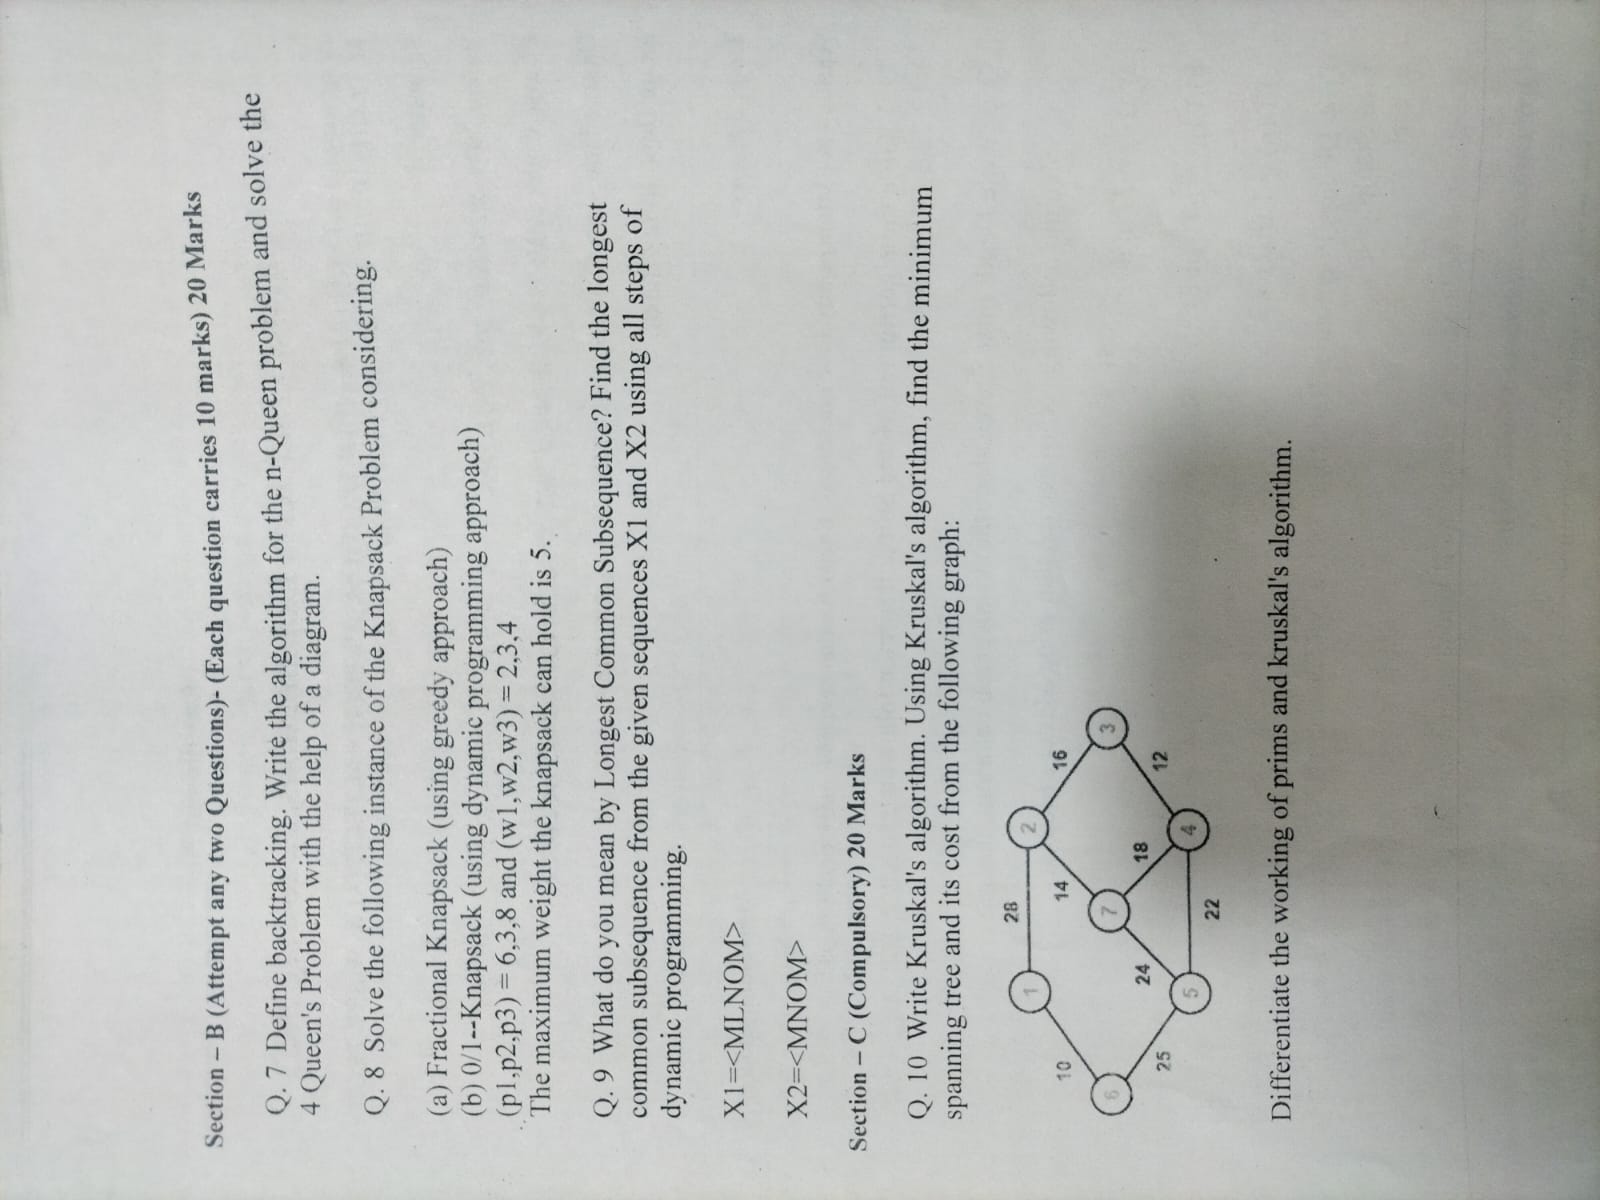 Section – B (Attempt any two Questions)- (Each question carries 10 marks) 20 Marks
Q. 7 Define backtracking. Write the algorithm for the n-Queen problem and solve the
4 Queen's Problem with the help of a diagram.
Q. 8 Solve the following instance of the Knapsack Problem considering.
(a) Fractional Knapsack (using greedy approach)
(b) 0/1--Knapsack (using dynamic programming approach)
(p1,p2,p3) = 6,3,8 and (w1,w2,w3) = 2,3,4
The maximum weight the knapsack can hold is 5.
Q. 9 What do you mean by Longest Common Subsequence? Find the longest
common subsequence from the given sequences X1 and X2 using all steps of
dynamic programming.
X1=<MLNOM>
X2=<MNOM>
Section – C (Compulsory) 20 Marks
Q. 10 Write Kruskal's algorithm. Using Kruskal's algorithm, find the minimum
spanning tree and its cost from the following graph:
28
1 2
10 14 16
6 7 3
24 18
25 12
5 4
22
Differentiate the working of prims and kruskal's algorithm.